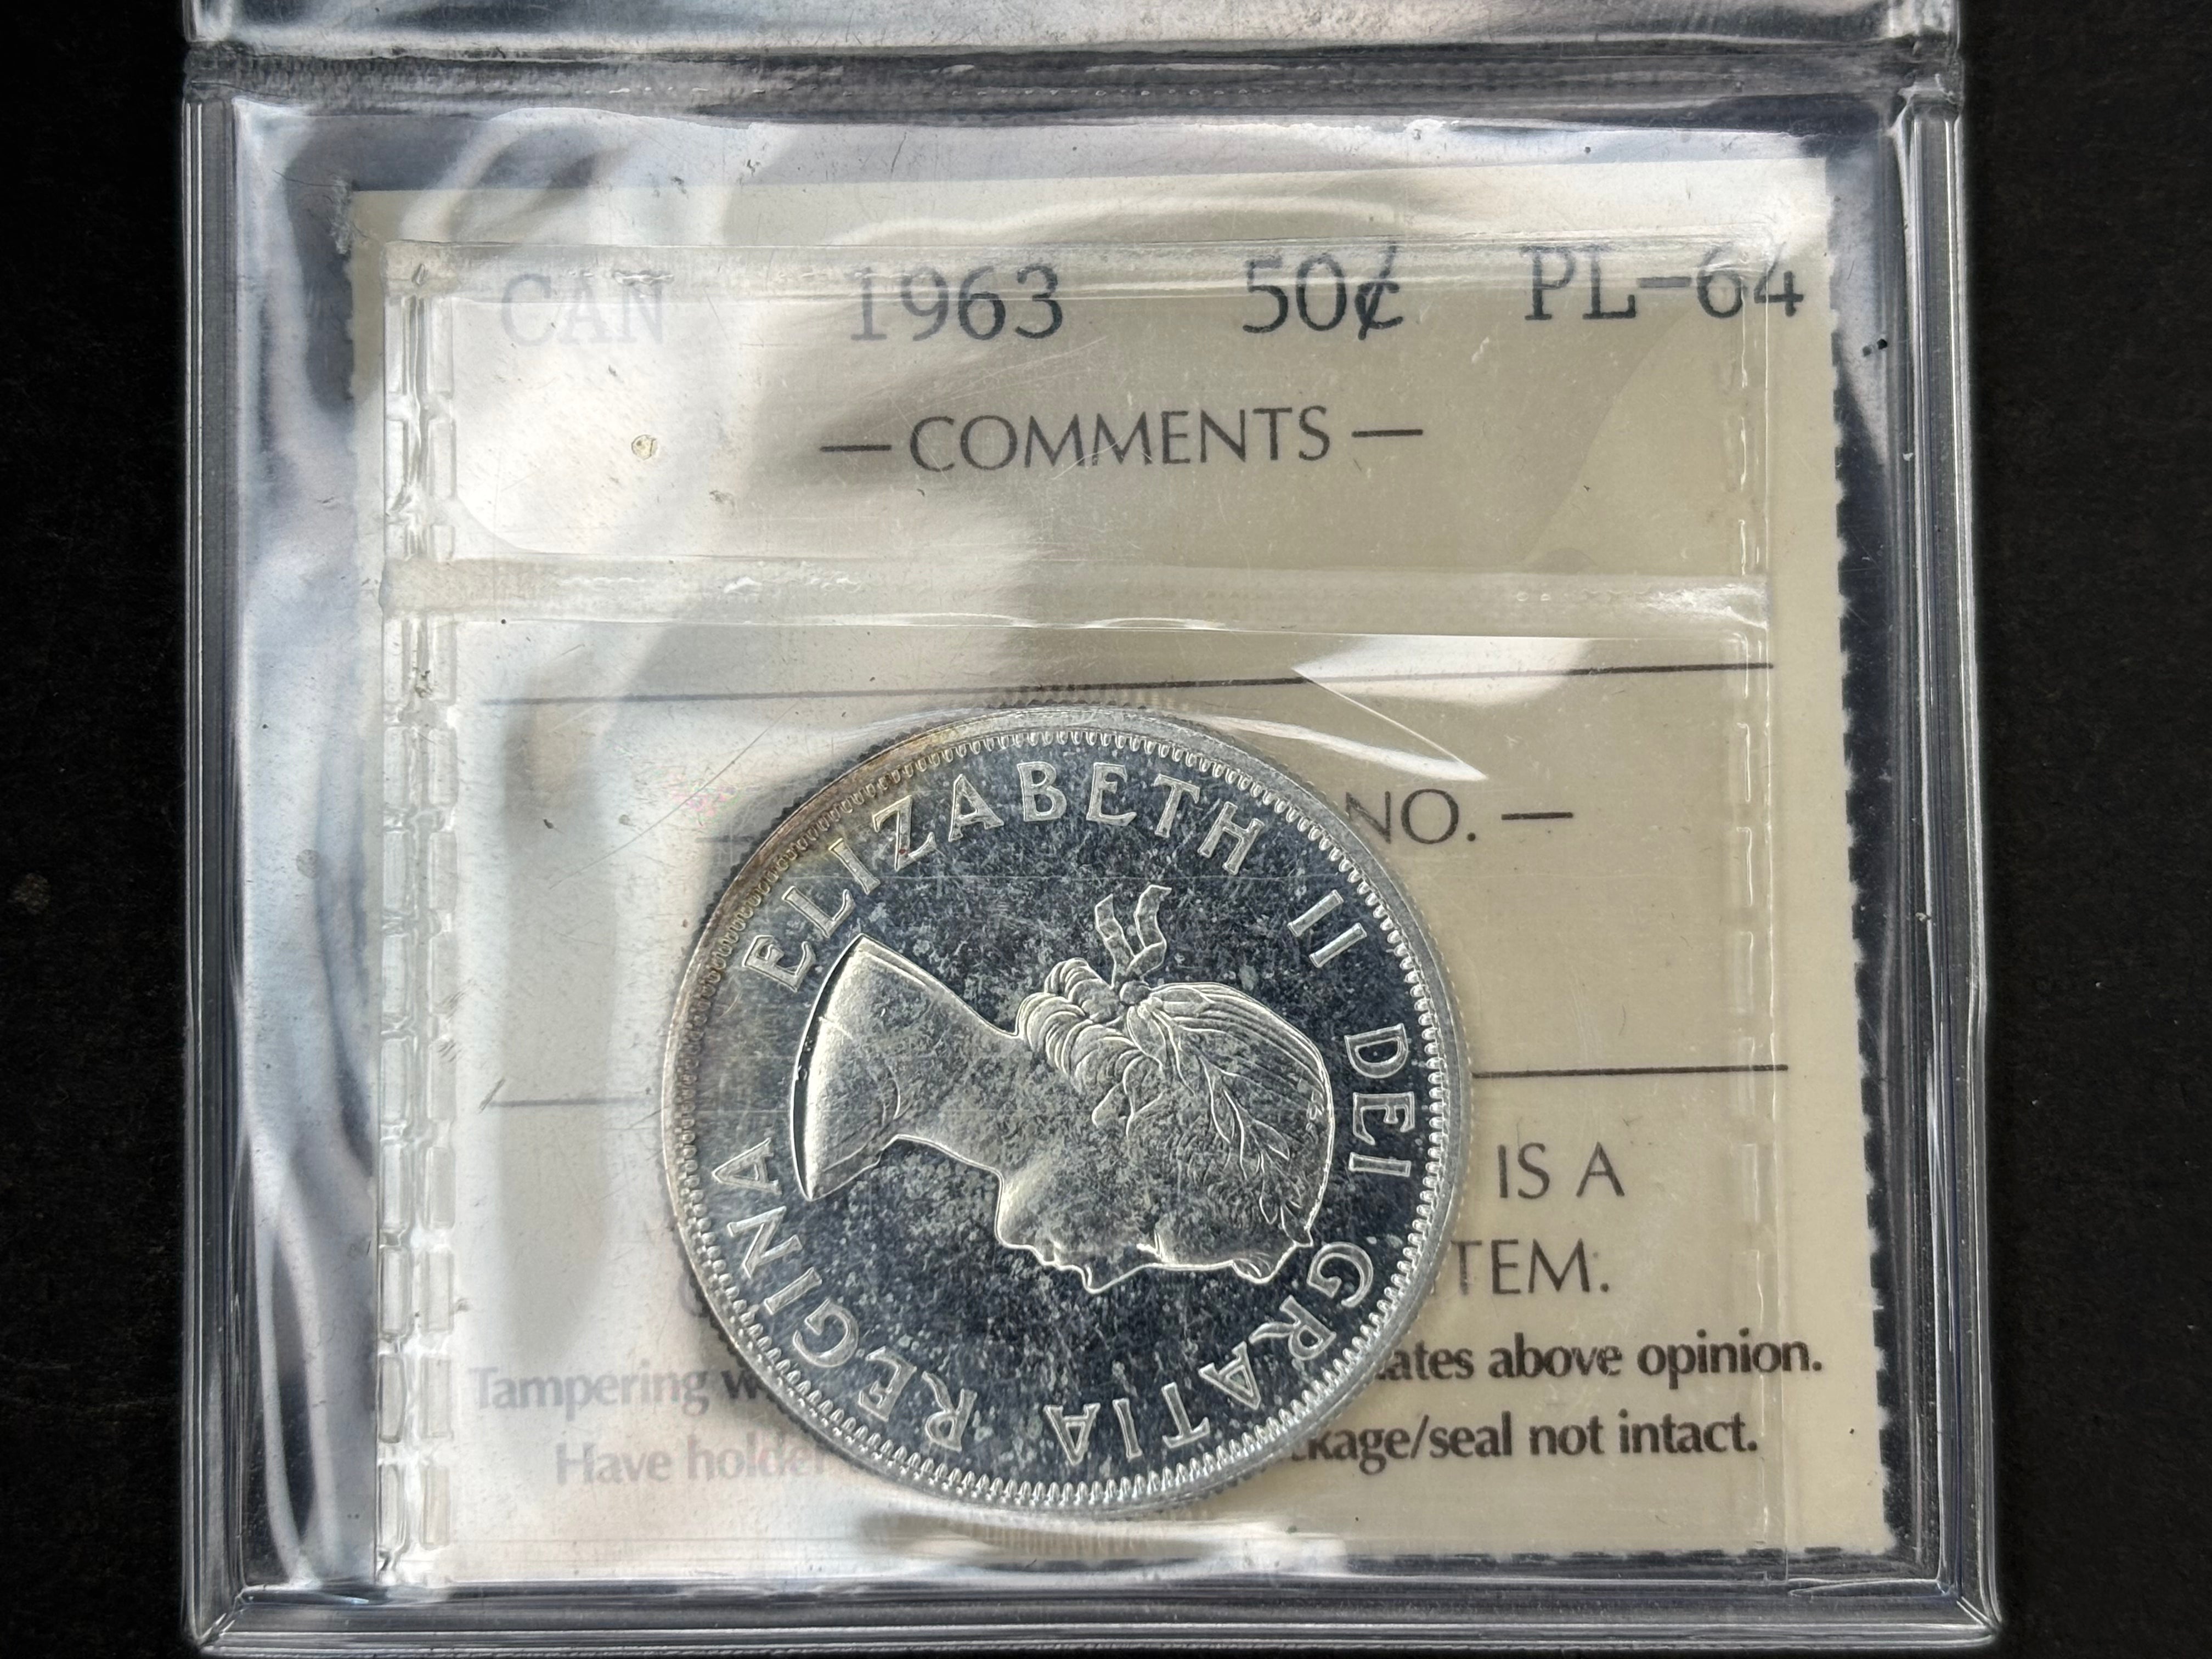 CAN 1963 50¢ PL-64
— COMMENTS —
NO. —
IS A
TEM:
Tampering ates above opinion.
Have holder kage/seal not intact.
ELIZABETH II DEI GRATIA REGINA